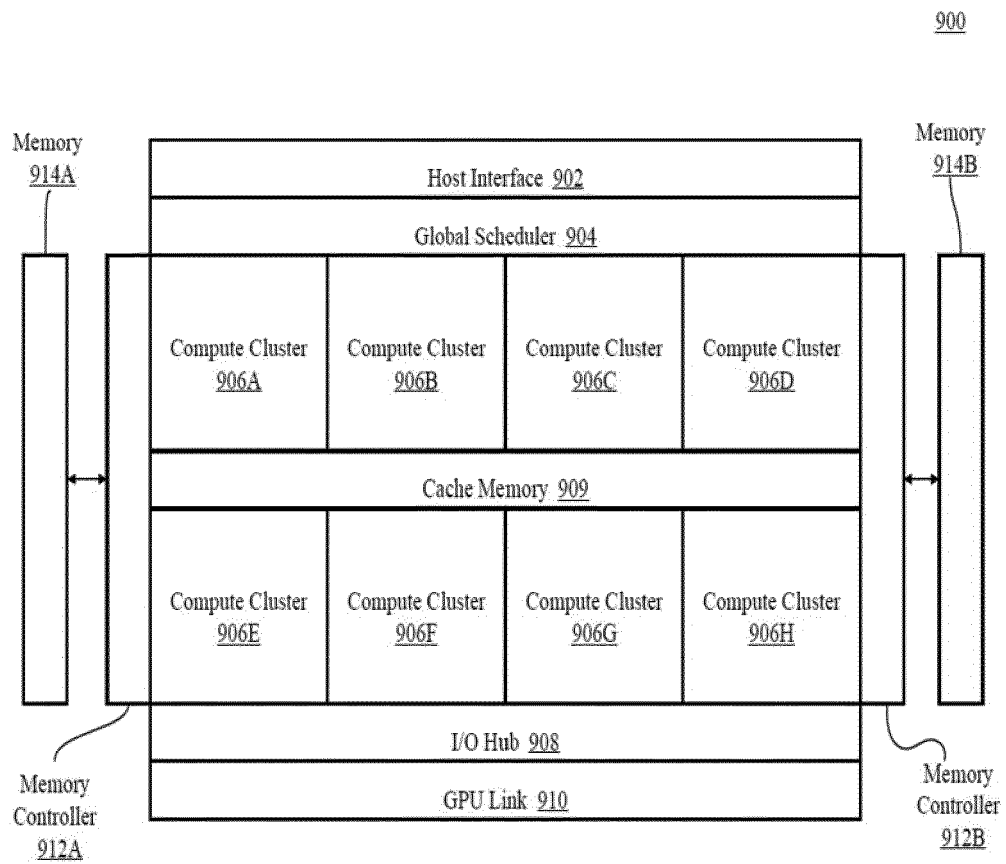 900
Memory
914A
Memory
914B
Host Interface 902
Global Scheduler 904
Compute Cluster
906A
Compute Cluster
906B
Compute Cluster
906C
Compute Cluster
906D
Cache Memory 909
Compute Cluster
906E
Compute Cluster
906F
Compute Cluster
906G
Compute Cluster
906H
I/O Hub 908
GPU Link 910
Memory
Controller
912A
Memory
Controller
912B